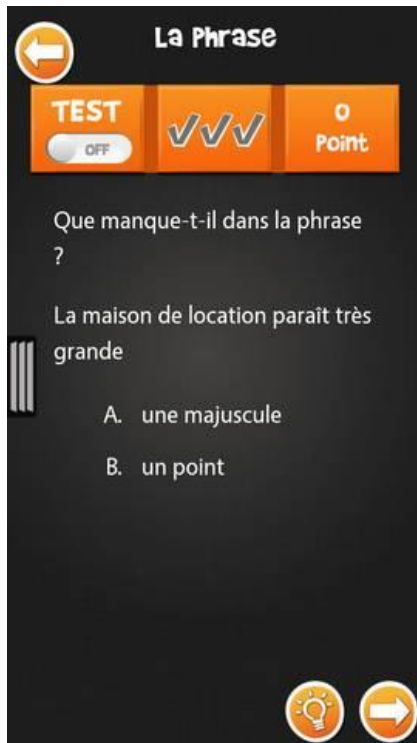 La Phrase
TEST
OFF
0
Point
Que manque-t-il dans la phrase
?
La maison de location paraît très
grande
A. une majuscule
B. un point